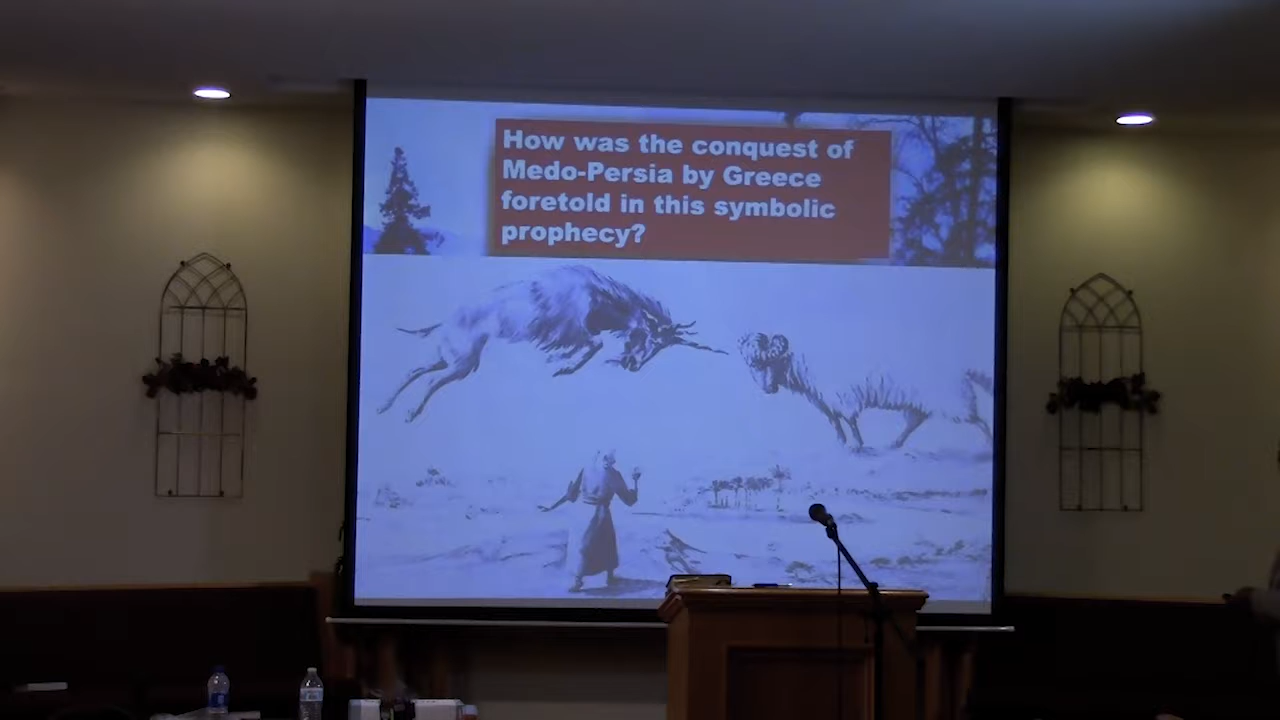 How was the conquest of
Medo-Persia by Greece
foretold in this symbolic
prophecy?